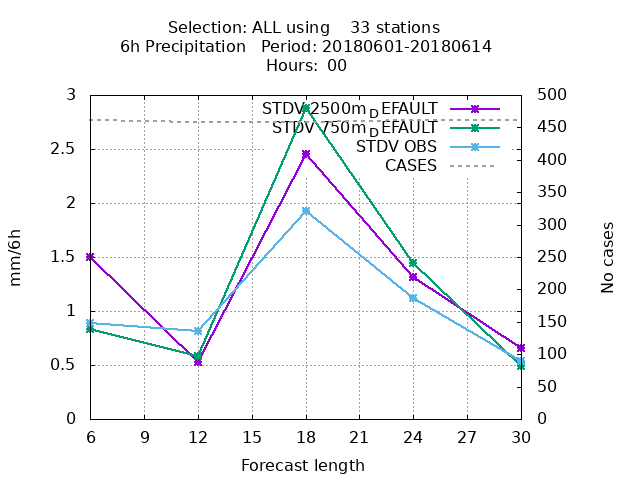 Selection: ALL using    33 stations
6h Precipitation   Period: 20180601-20180614
Hours: 00
STDV 2500m_DEFAULT
STDV 750m_DEFAULT
STDV OBS
CASES
3
2.5
2
1.5
1
0.5
0
500
450
400
350
300
250
200
150
100
50
0
mm/6h
No cases
6 9 12 15 18 21 24 27 30
Forecast length